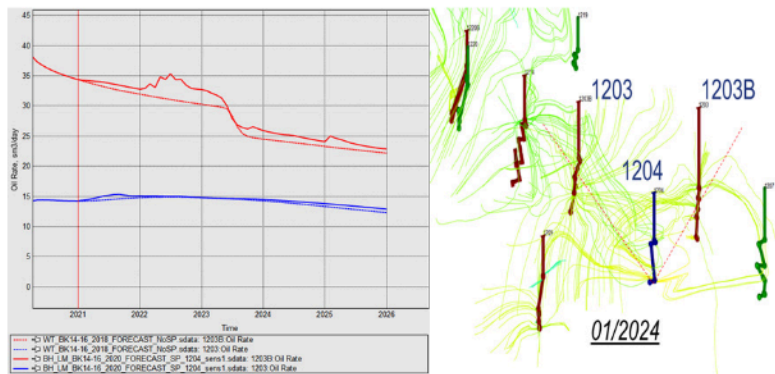 45
40
35
30
25
20
15
10
5
0
Oil Rate, sm3/day
2021
2022
2023
2024
2025
2026
Time
WT_BK14-16_2018_FORECAST_NoSP.sdata: 1203B:Oil Rate
WT_BK14-16_2018_FORECAST_NoSP.sdata: 1203:Oil Rate
BH_LM_BK14-16_2020_FORECAST_SP_1204_sens1.sdata: 1203B:Oil Rate
BH_LM_BK14-16_2020_FORECAST_SP_1204_sens1.sdata: 1203:Oil Rate
1203
1203B
1204
1203B
1203
01/2024